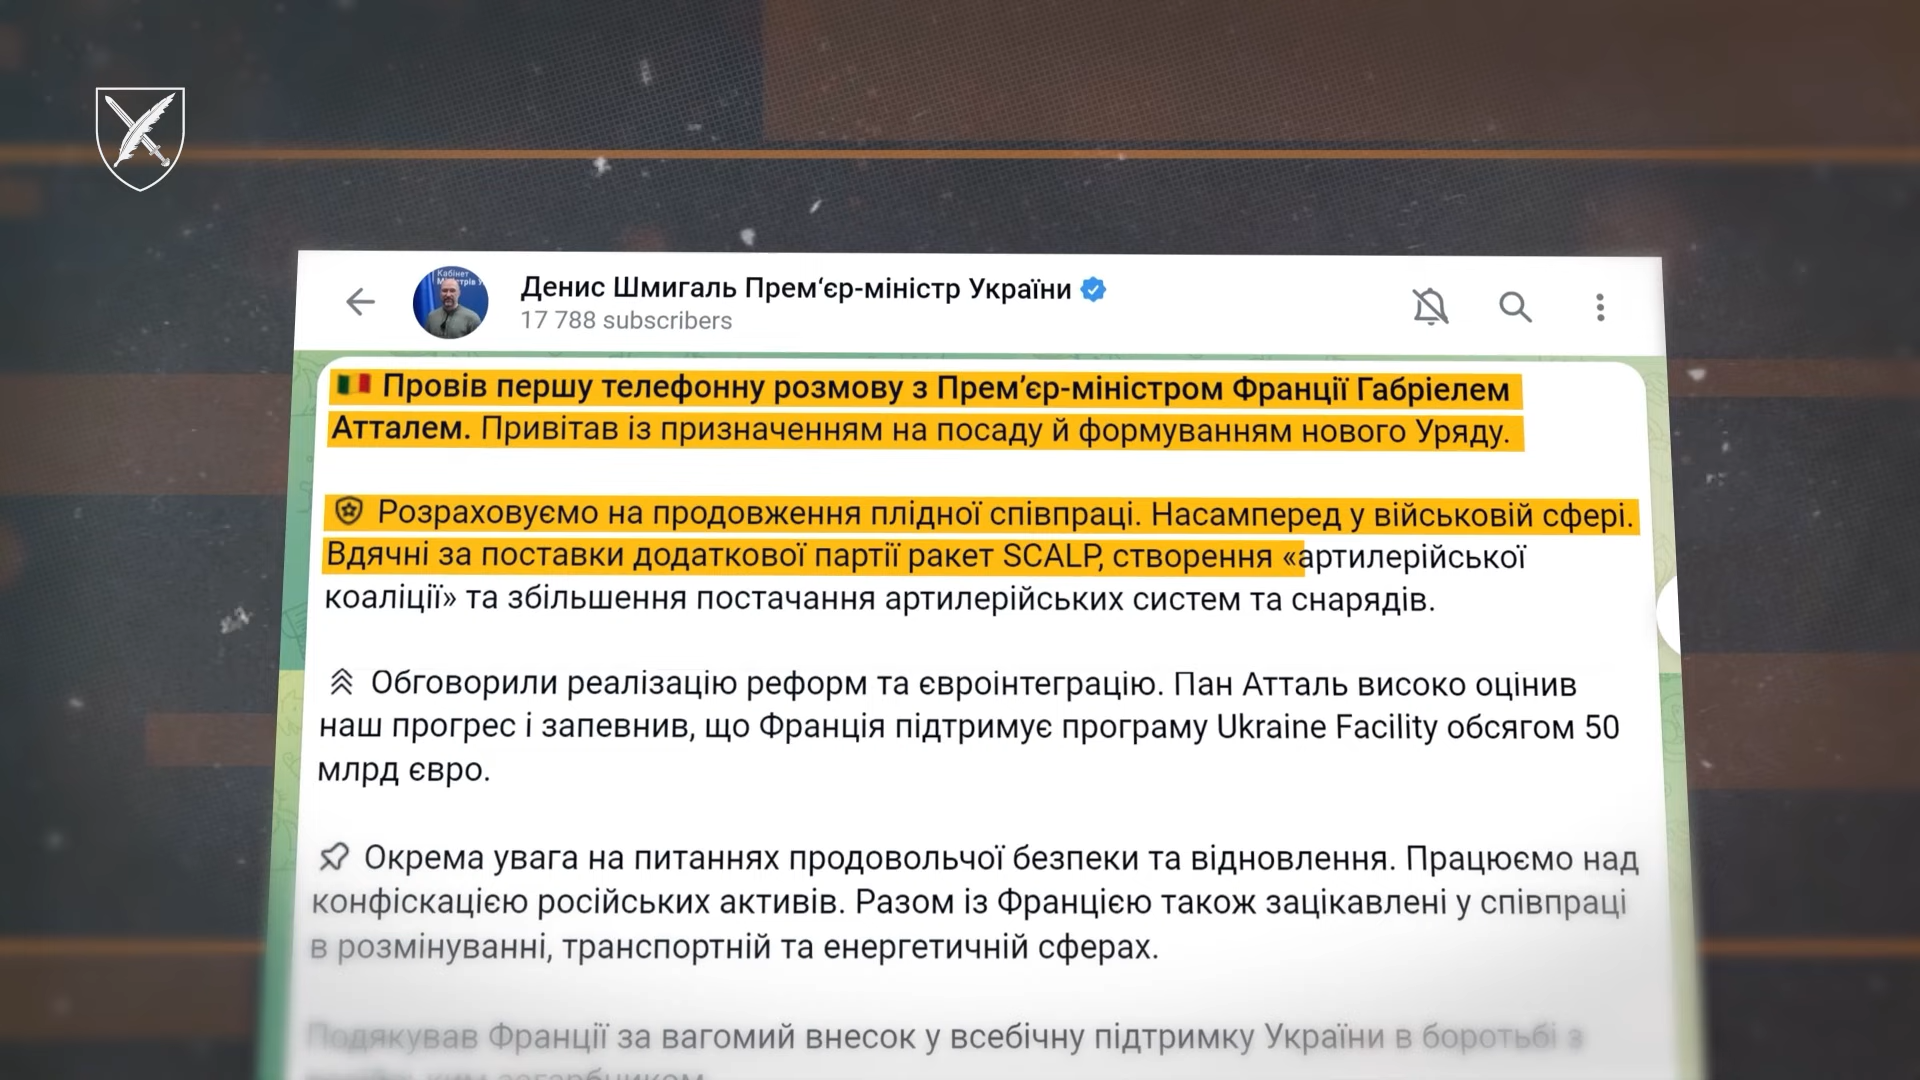 Кабінет
Денис Шмигаль Прем‘єр-міністр України
17 788 subscribers
Провів першу телефонну розмову з Прем’єр-міністром Франції Габріелем
Атталем. Привітав із призначенням на посаду й формуванням нового Уряду.
Розраховуємо на продовження плідної співпраці. Насамперед у військовій сфері.
Вдячні за поставки додаткової партії ракет SCALP, створення «артилерійської
коаліції» та збільшення постачання артилерійських систем та снарядів.
Обговорили реалізацію реформ та євроінтеграцію. ПанАтталь високо оцінив
наш прогрес і запевнив, що Франція підтримує програму Ukraine Facility обсягом 50
млрд євро.
Окрема увага на питаннях продовольчої безпеки та відновлення. Працюємо над
конфіскацією російських активів. Разом із Францією також зацікавлені у співпраці
в розмінуванні, транспортній та енергетичній сферах.
Подякував Франції за вагомий внесок у всебічну підтримку України в боротьбі з